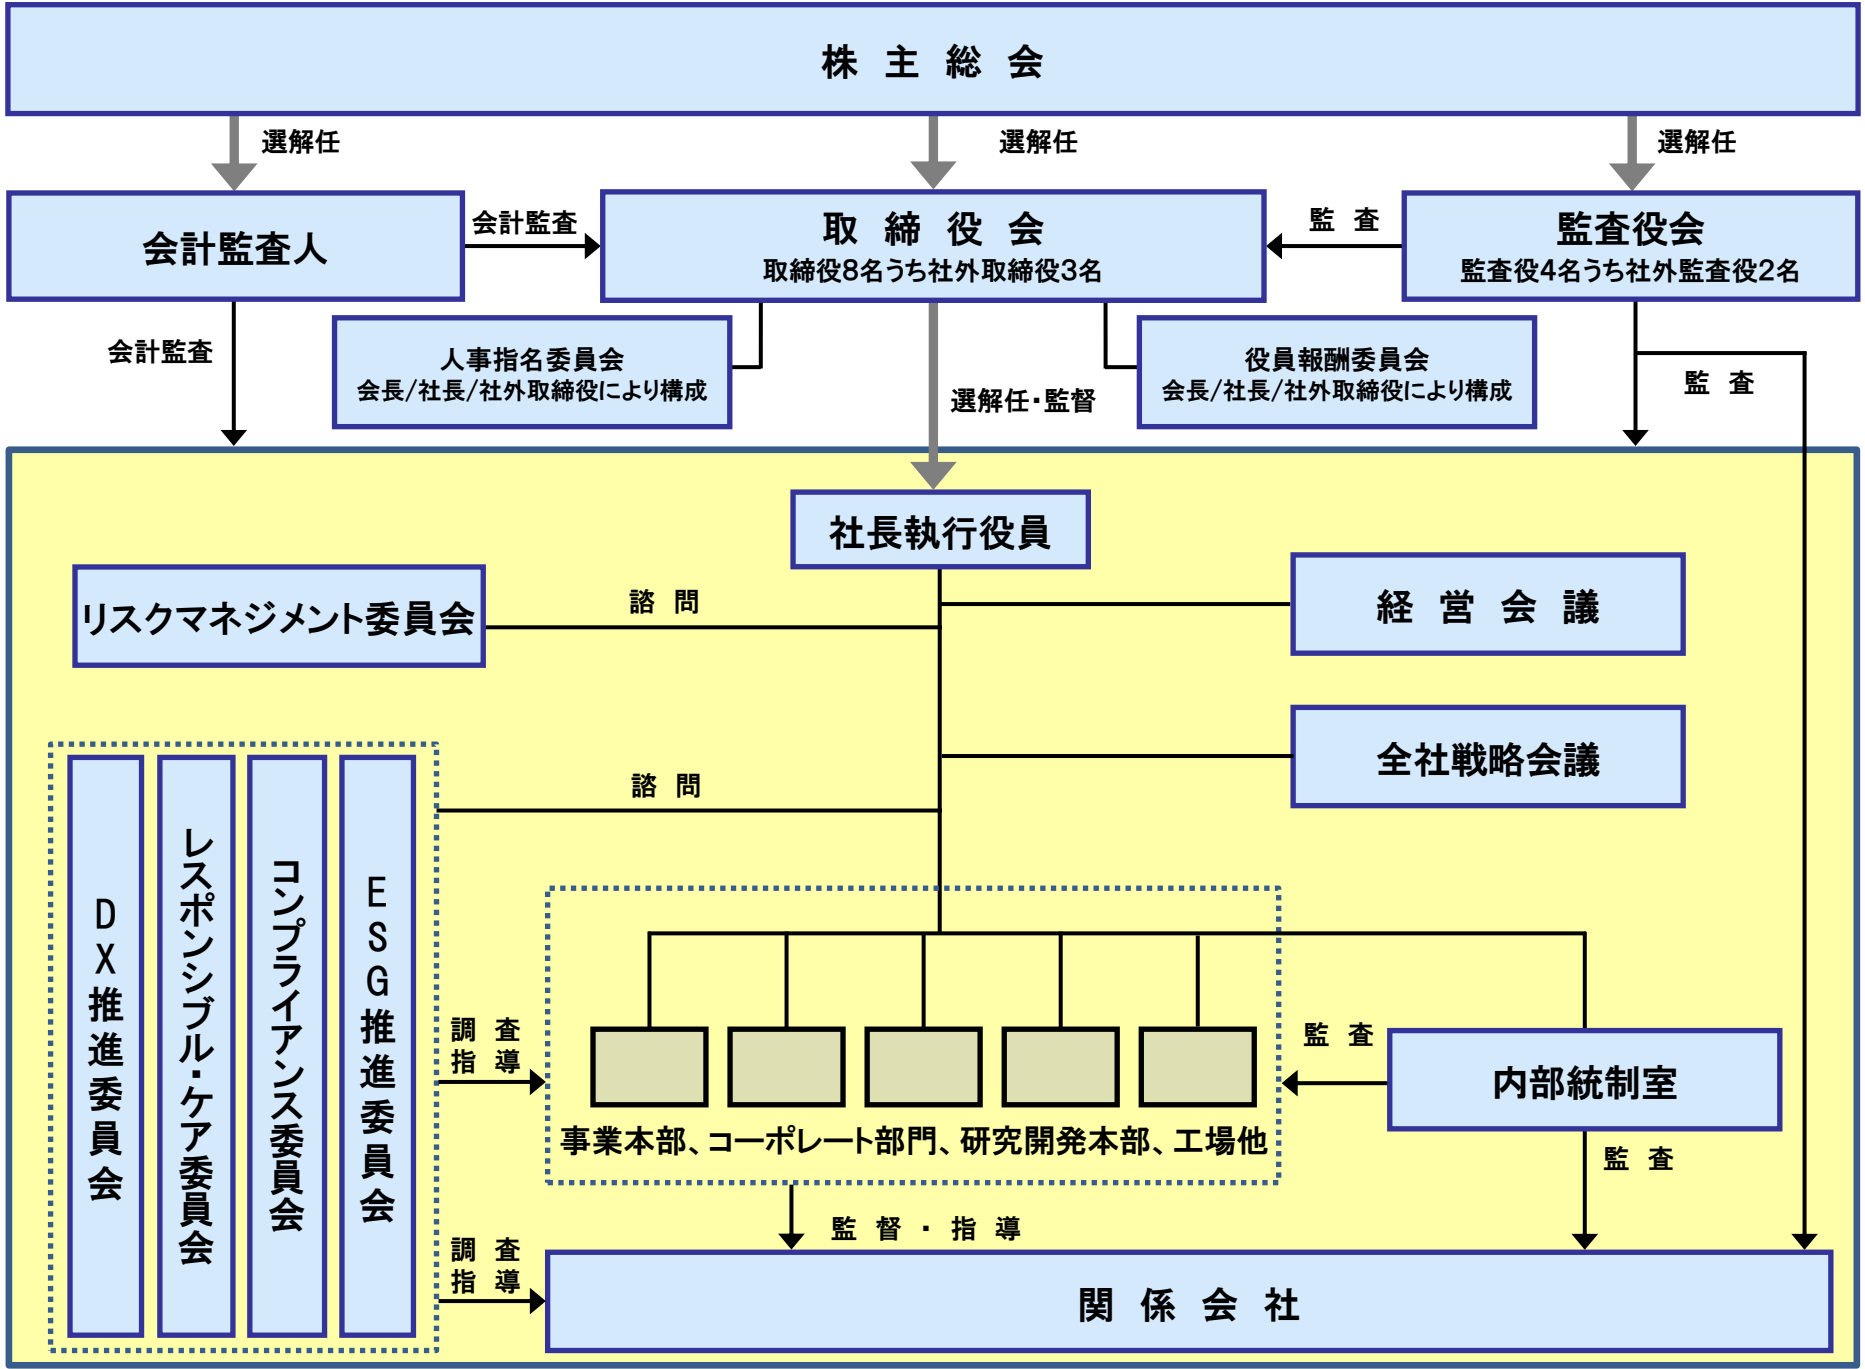 株主総会
選解任
選解任
選解任
会計監査人
会計監査
取締役会
取締役8名うち社外取締役3名
監査
監査役会
監査役4名うち社外監査役2名
会計監査
人事指名委員会
会長/社長/社外取締役により構成
選解任・監督
役員報酬委員会
会長/社長/社外取締役により構成
監査
社長執行役員
リスクマネジメント委員会
諮問
経営会議
全社戦略会議
諮問
DX推進委員会
レスポンシブル・ケア委員会
コンプライアンス委員会
ESG推進委員会
調査
指導
事業本部、コーポレート部門、研究開発本部、工場他
監査
内部統制室
監査
監督・指導
調査
指導
関係会社